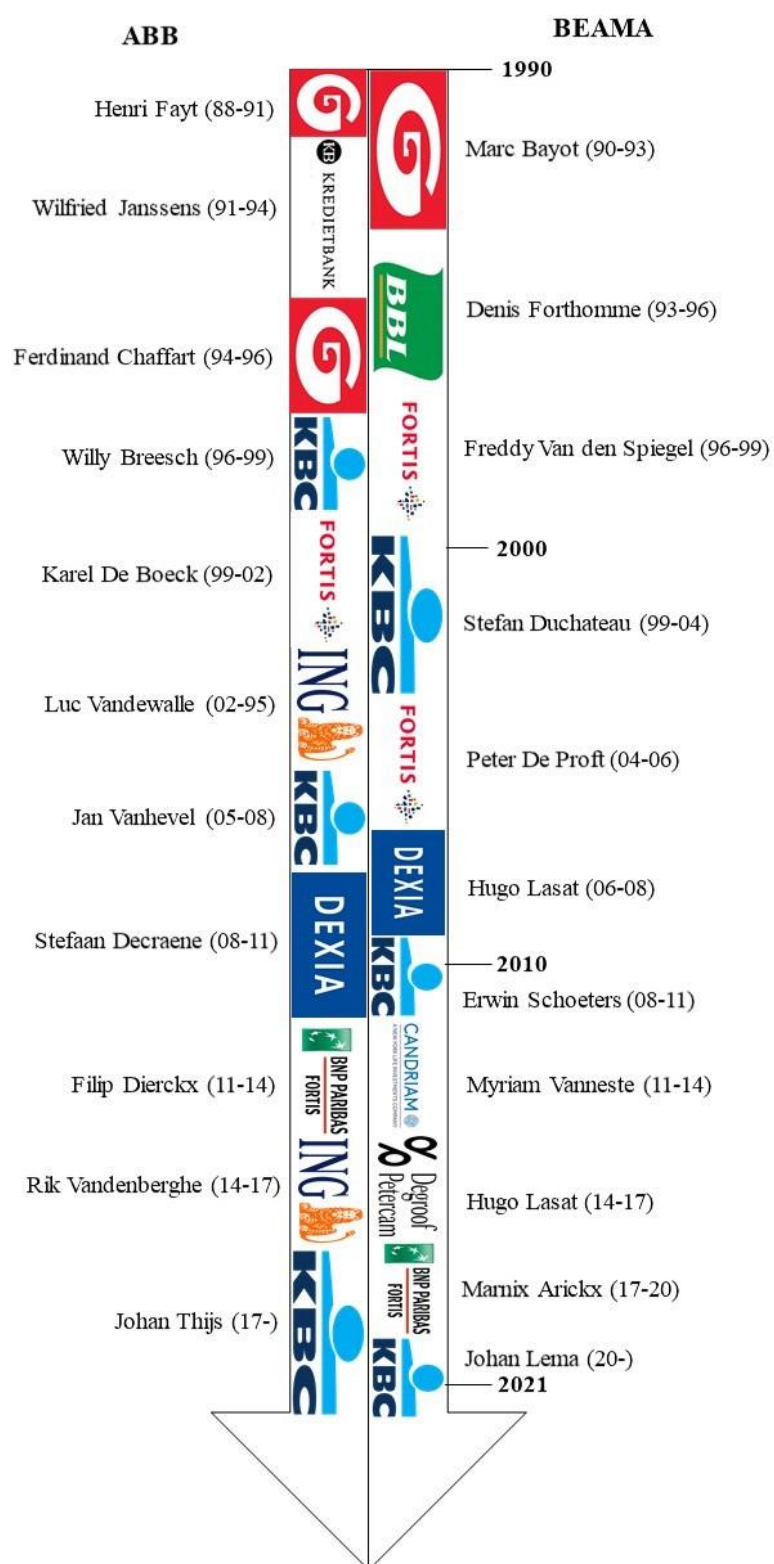 ABB
BEAMA
1990
Henri Fayt (88-91)
G
G
Marc Bayot (90-93)
Wilfried Janssens (91-94)
KB KREDIETBANK
BBL
Denis Forthomme (93-96)
Ferdinand Chaffart (94-96)
G
Willy Breesch (96-99)
KBC
FORTIS
Freddy Van den Spiegel (96-99)
2000
Karel De Boeck (99-02)
FORTIS
KBC
Stefan Duchateau (99-04)
Luc Vandewalle (02-95)
ING
FORTIS
Peter De Proft (04-06)
Jan Vanhevel (05-08)
KBC
DEXIA
Hugo Lasat (06-08)
Stefaan Decraene (08-11)
DEXIA
KBC
2010
Erwin Schoeters (08-11)
Filip Dierckx (11-14)
BNP PARIBAS
FORTIS
CANDRIAM
A NEW YORK LIFE INVESTMENTS COMPANY
Myriam Vanneste (11-14)
Rik Vandenberghe (14-17)
ING
Degroof
Petercam
Hugo Lasat (14-17)
BNP PARIBAS
FORTIS
Marnix Arickx (17-20)
Johan Thijs (17-)
KBC
KBC
Johan Lema (20-)
2021